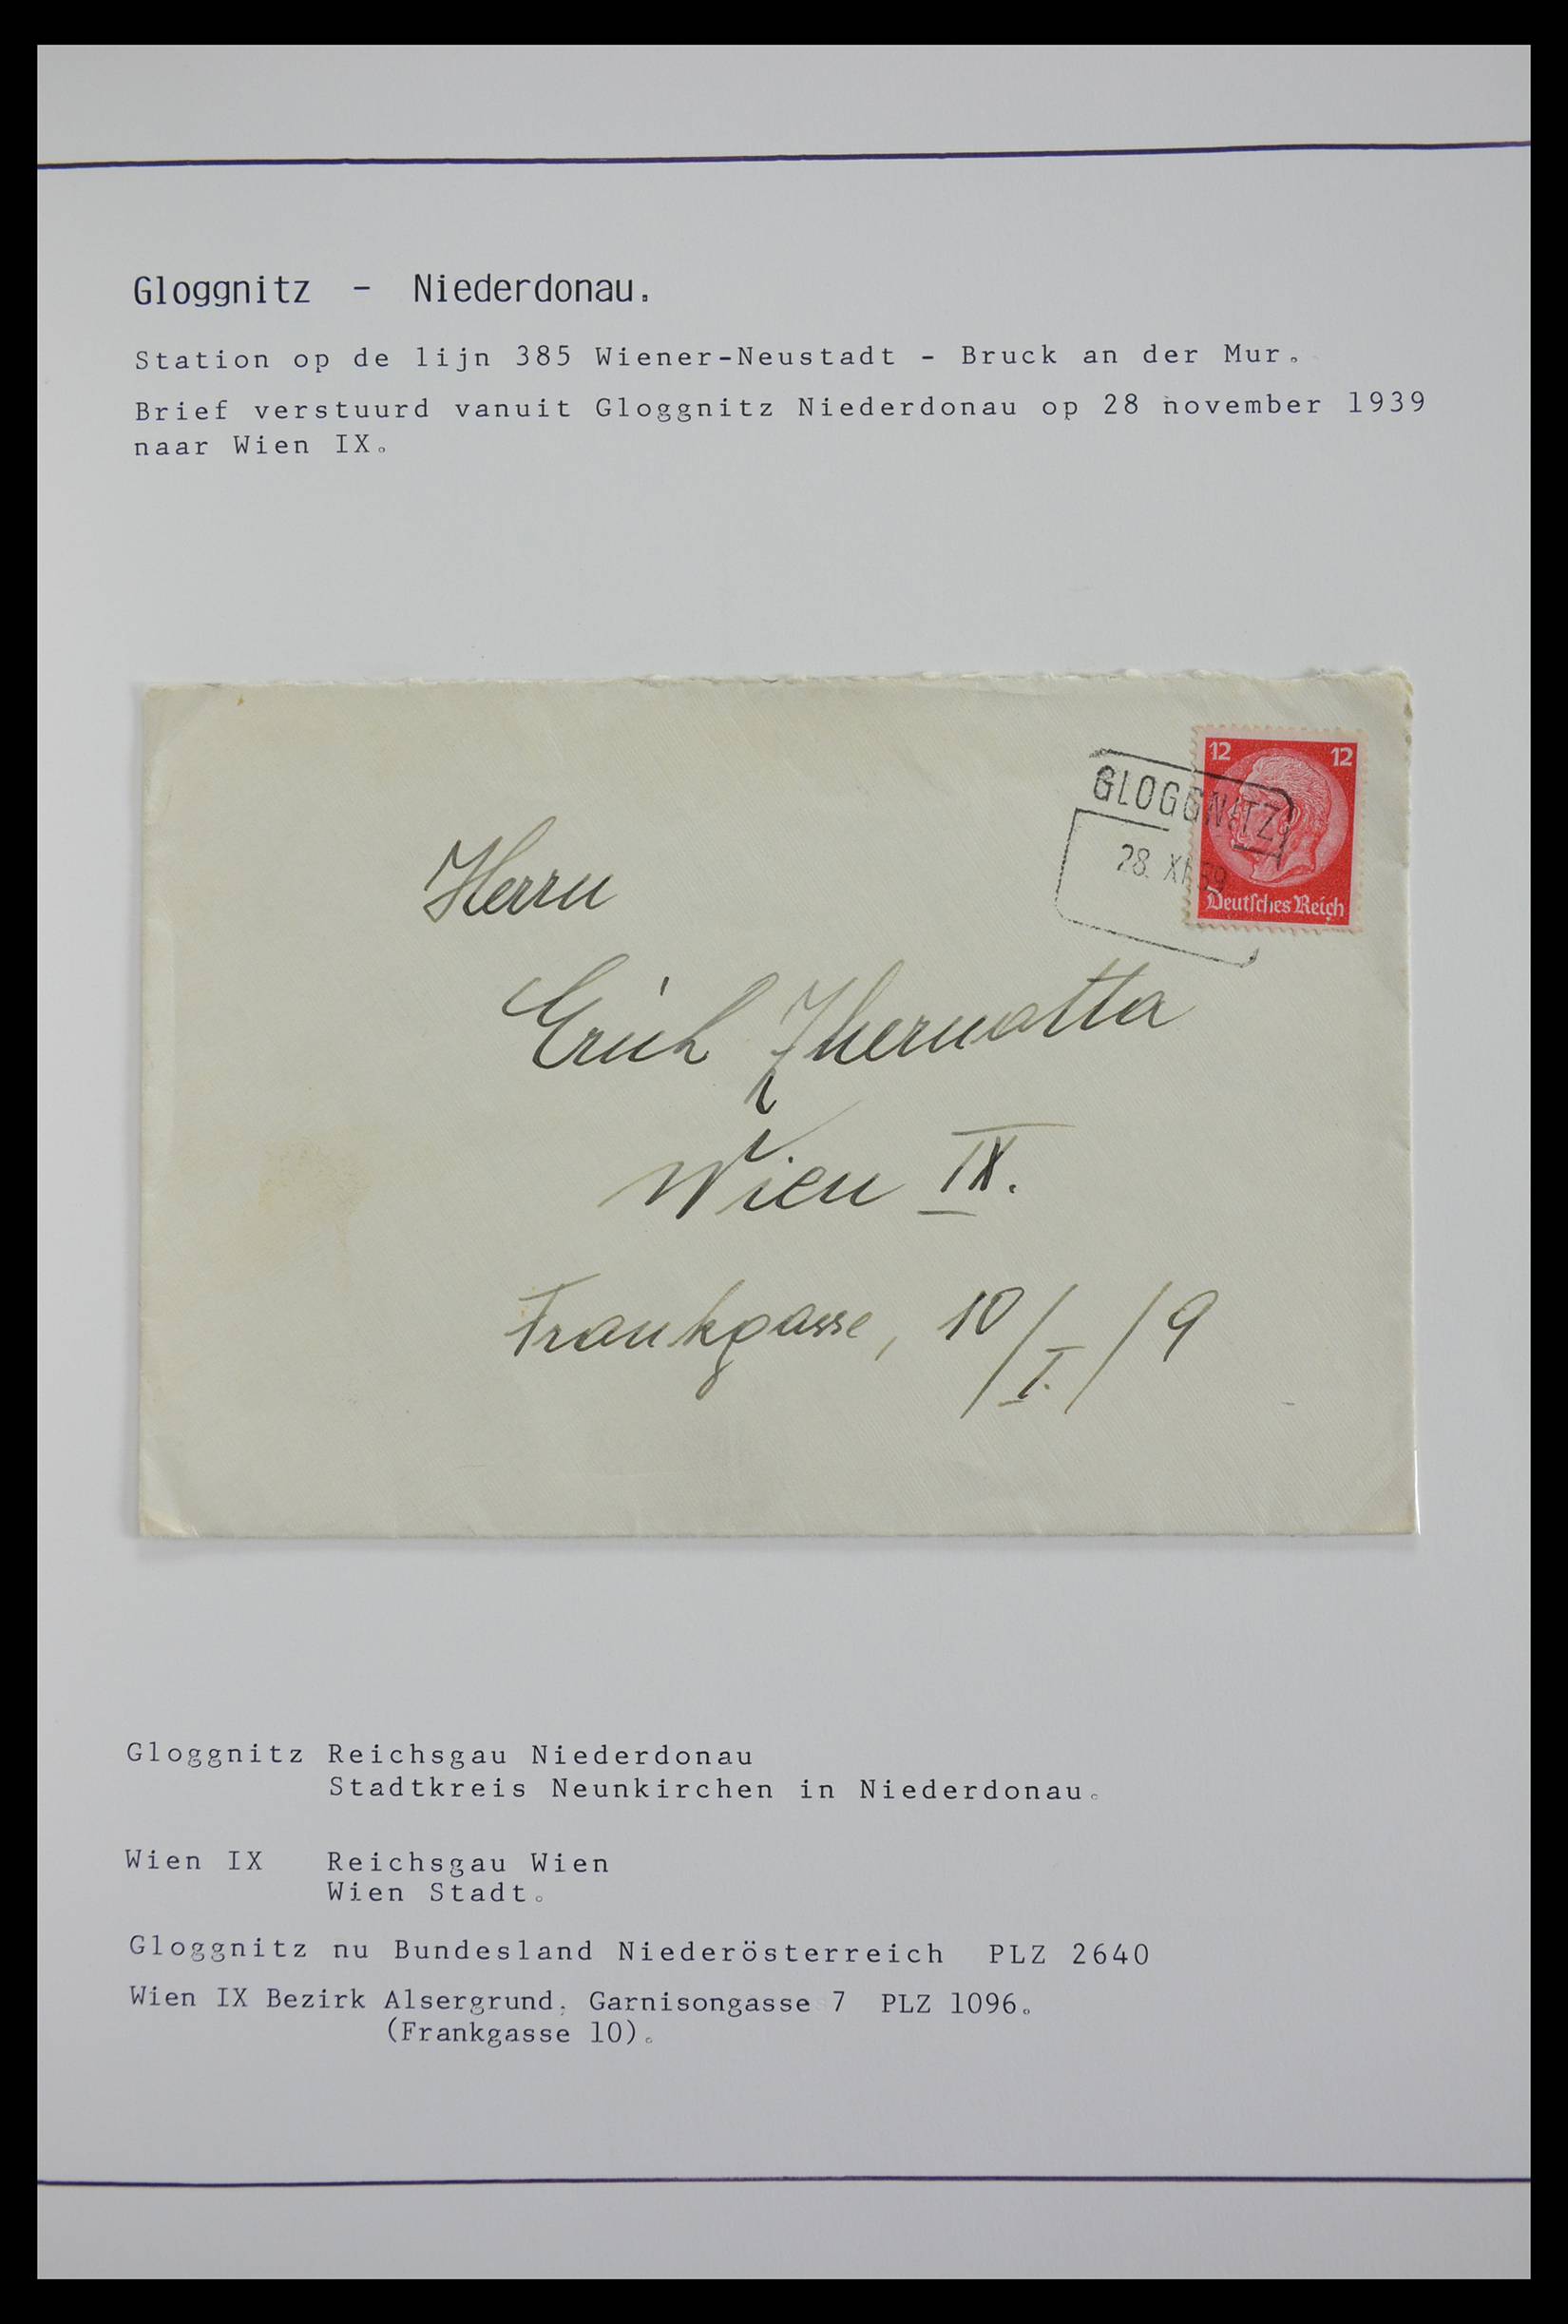 Gloggnitz - Niederdonau.
Station op de lijn 385 Wiener-Neustadt - Bruck an der Mur.
Brief verstuurd vanuit Gloggnitz Niederdonau op 28 november 1939
naar Wien IX.
12 12
GLOGGNITZ
28. XI. 39
Deutsches Reich
Herrn
Erich
Wien IX.
Frankgasse, 10/I./9
Gloggnitz Reichsgau Niederdonau
Stadtkreis Neunkirchen in Niederdonau.
Wien IX Reichsgau Wien
Wien Stadt.
Gloggnitz nu Bundesland Niederösterreich PLZ 2640
Wien IX Bezirk Alsergrund, Garnisongasse 7 PLZ 1096.
(Frankgasse 10).